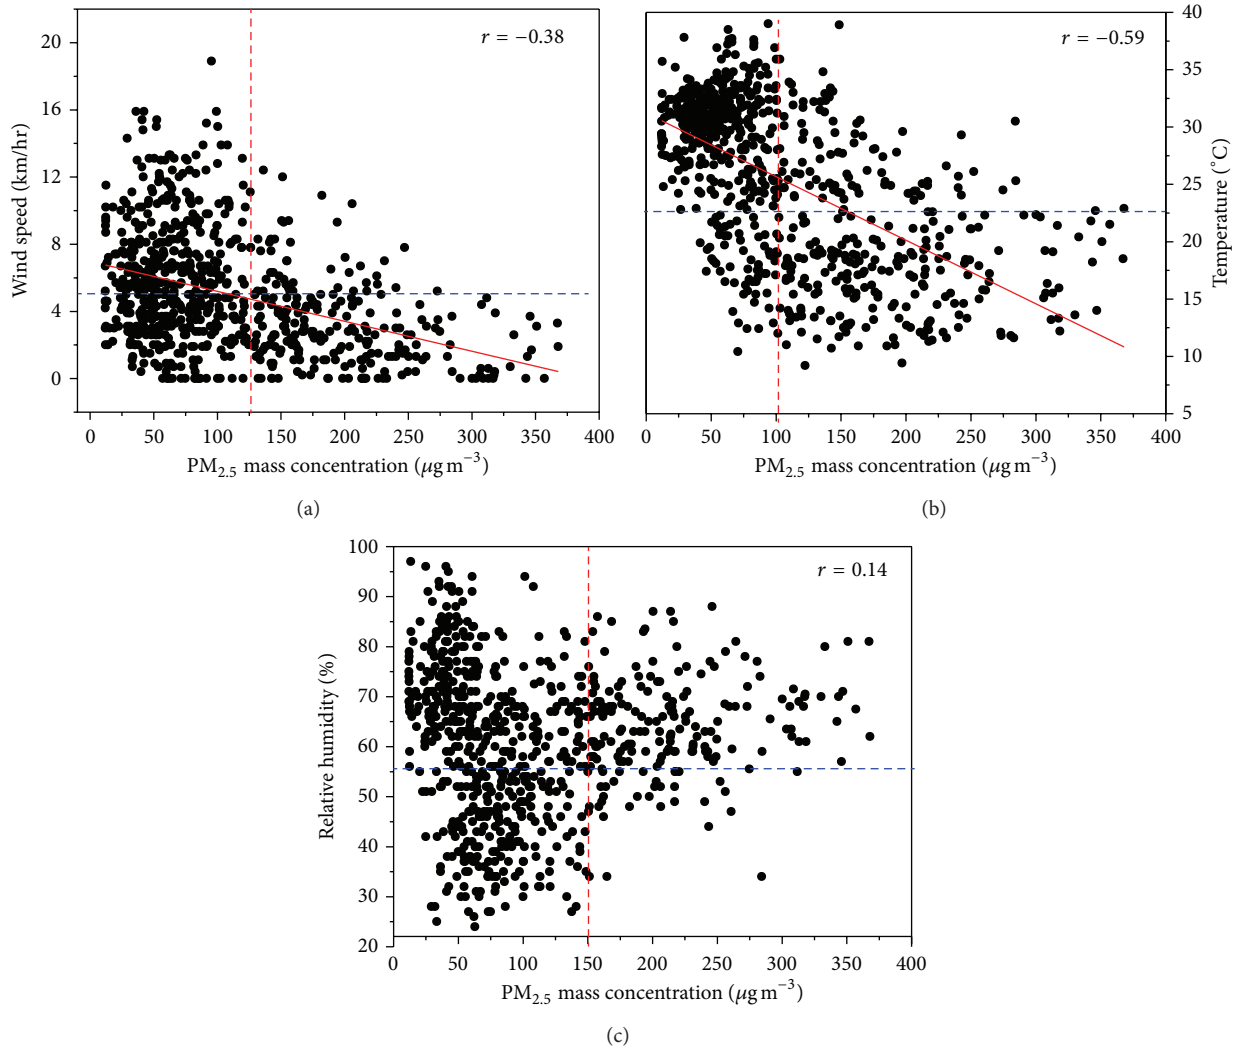 r = −0.38
Wind speed (km/hr)
20
16
12
8
4
0
0 50 100 150 200 250 300 350 400
PM2.5 mass concentration (μg m−3)
(a)
r = −0.59
Temperature (°C)
40
35
30
25
20
15
10
5
0 50 100 150 200 250 300 350 400
PM2.5 mass concentration (μg m−3)
(b)
r = 0.14
Relative humidity (%)
100
90
80
70
60
50
40
30
20
0 50 100 150 200 250 300 350 400
PM2.5 mass concentration (μg m−3)
(c)